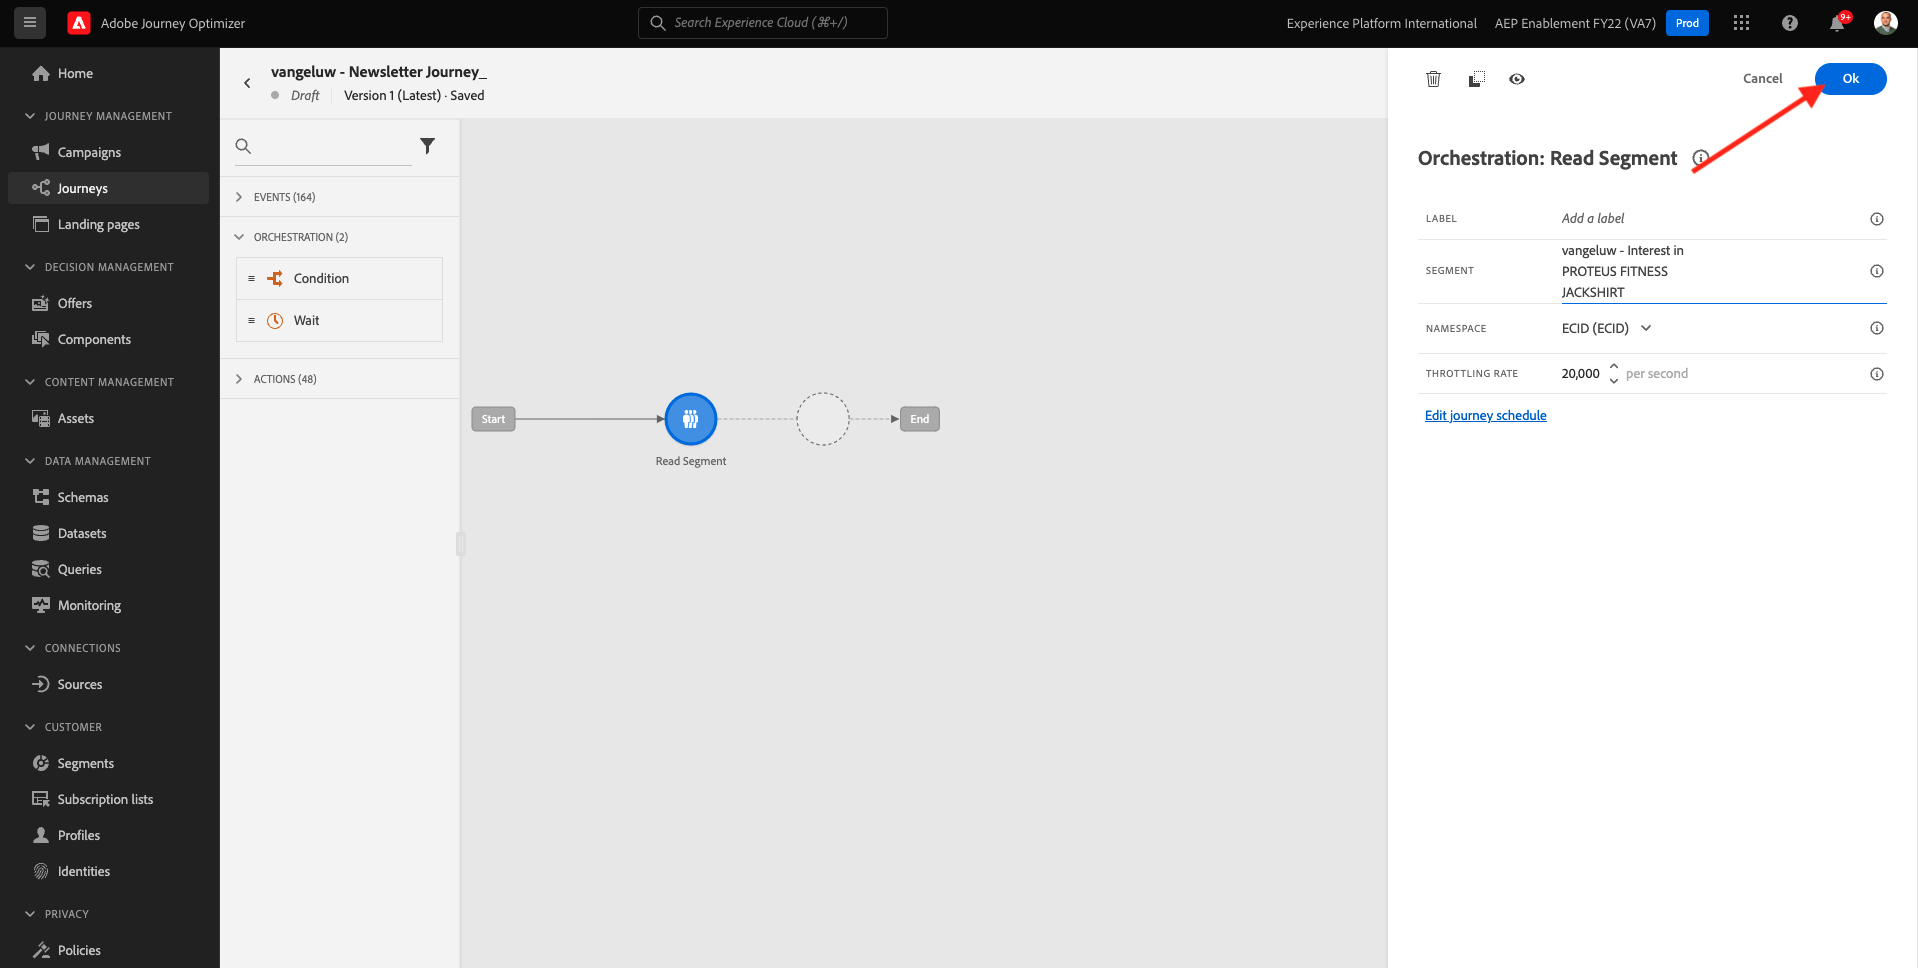 Adobe Journey Optimizer
Search Experience Cloud (⌘+/)
Experience Platform International
AEP Enablement FY22 (VA7)
Prod
9+
Home
JOURNEY MANAGEMENT
Campaigns
Journeys
Landing pages
DECISION MANAGEMENT
Offers
Components
CONTENT MANAGEMENT
Assets
DATA MANAGEMENT
Schemas
Datasets
Queries
Monitoring
CONNECTIONS
Sources
CUSTOMER
Segments
Subscription lists
Profiles
Identities
PRIVACY
Policies
vangeluw - Newsletter Journey_
Draft
Version 1 (Latest) · Saved
EVENTS (164)
ORCHESTRATION (2)
Condition
Wait
ACTIONS (48)
Start
Read Segment
End
Cancel
Ok
Orchestration: Read Segment
LABEL
Add a label
SEGMENT
vangeluw - Interest in
PROTEUS FITNESS
JACKSHIRT
NAMESPACE
ECID (ECID)
THROTTLING RATE
20,000
per second
Edit journey schedule